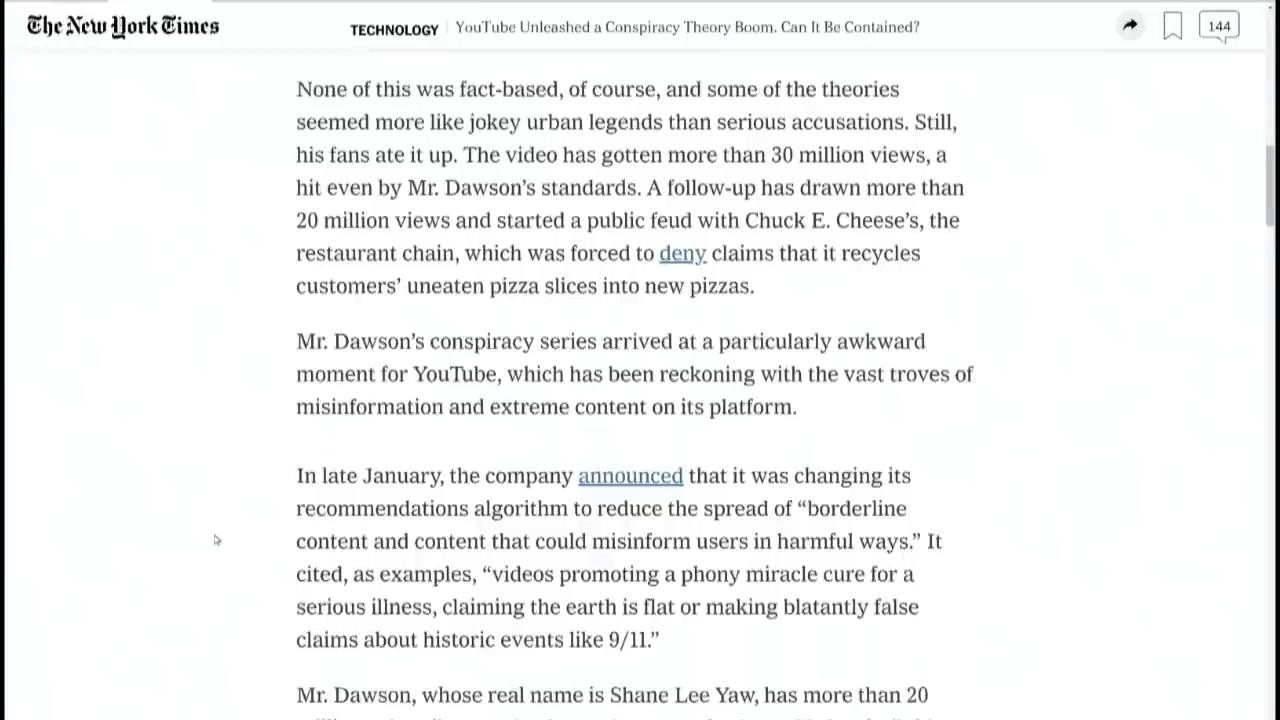 The New York Times
TECHNOLOGY | YouTube Unleashed a Conspiracy Theory Boom. Can It Be Contained?
144
None of this was fact-based, of course, and some of the theories
seemed more like jokey urban legends than serious accusations. Still,
his fans ate it up. The video has gotten more than 30 million views, a
hit even by Mr. Dawson’s standards. A follow-up has drawn more than
20 million views and started a public feud with Chuck E. Cheese’s, the
restaurant chain, which was forced to deny claims that it recycles
customers’ uneaten pizza slices into new pizzas.
Mr. Dawson’s conspiracy series arrived at a particularly awkward
moment for YouTube, which has been reckoning with the vast troves of
misinformation and extreme content on its platform.
In late January, the company announced that it was changing its
recommendations algorithm to reduce the spread of “borderline
content and content that could misinform users in harmful ways.” It
cited, as examples, “videos promoting a phony miracle cure for a
serious illness, claiming the earth is flat or making blatantly false
claims about historic events like 9/11.”
Mr. Dawson, whose real name is Shane Lee Yaw, has more than 20